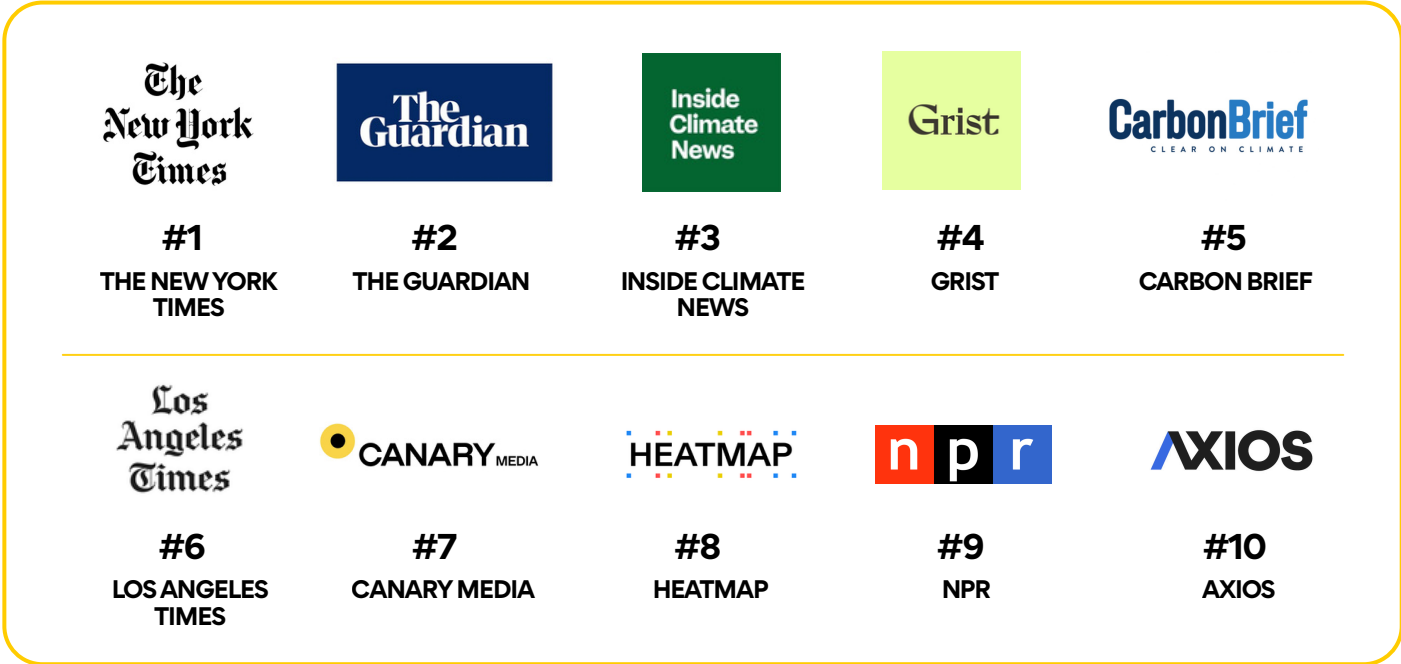 The
New York
Times
The
Guardian
Inside
Climate
News
Grist
CarbonBrief
CLEAR ON CLIMATE
#1
#2
#3
#4
#5
THE NEW YORK
TIMES
THE GUARDIAN
INSIDE CLIMATE
NEWS
GRIST
CARBON BRIEF
Los
Angeles
Times
CANARY MEDIA
HEATMAP
npr
AXIOS
#6
#7
#8
#9
#10
LOS ANGELES
TIMES
CANARY MEDIA
HEATMAP
NPR
AXIOS